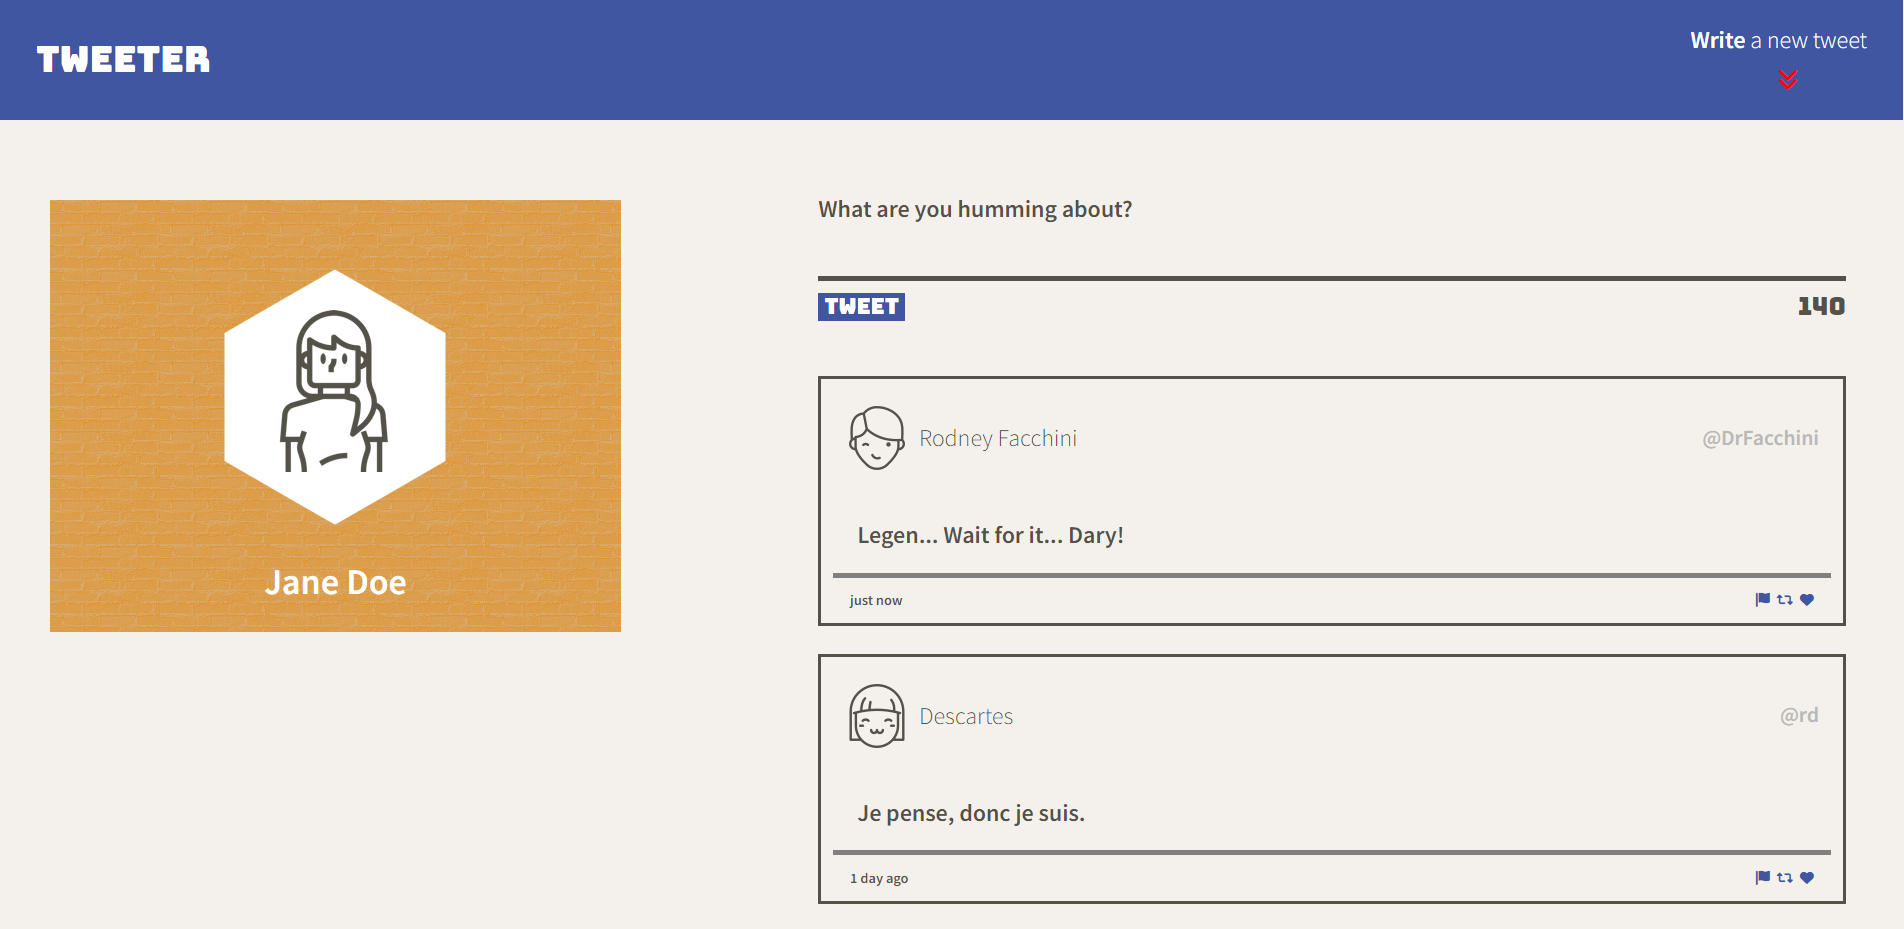 TWEETER
Write a new tweet
Jane Doe
What are you humming about?
TWEET
140
Rodney Facchini
@DrFacchini
Legen... Wait for it... Dary!
just now
Descartes
@rd
Je pense, donc je suis.
1 day ago